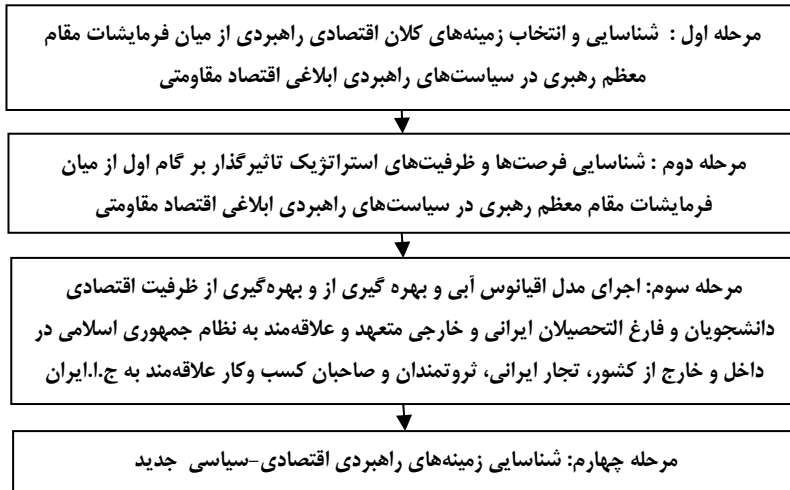 مرحله اول : شناسایی و انتخاب زمینه‌های کلان اقتصادی راهبردی از میان فرمایشات مقام
معظم رهبری در سیاست‌های راهبردی ابلاغی اقتصاد مقاومتی
مرحله دوم : شناسایی فرصت‌ها و ظرفیت‌های استراتژیک تاثیرگذار بر گام اول از میان
فرمایشات مقام معظم رهبری در سیاست‌های راهبردی ابلاغی اقتصاد مقاومتی
مرحله سوم: اجرای مدل اقیانوس آبی و بهره گیری از و بهره‌گیری از ظرفیت اقتصادی
دانشجویان و فارغ التحصیلان ایرانی و خارجی متعهد و علاقه‌مند به نظام جمهوری اسلامی در
داخل و خارج از کشور، تجار ایرانی، ثروتمندان و صاحبان کسب وکار علاقه‌مند به ج.ا.ایران
مرحله چهارم: شناسایی زمینه‌های راهبردی اقتصادی-سیاسی جدید